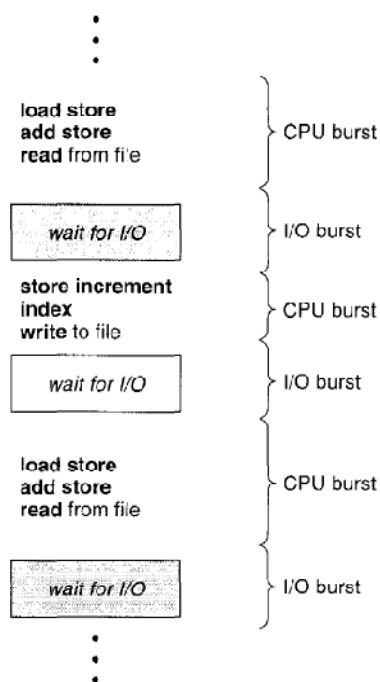 load store
add store
read from file
CPU burst
wait for I/O
I/O burst
store increment
index
write to file
CPU burst
wait for I/O
I/O burst
load store
add store
read from file
CPU burst
wait for I/O
I/O burst